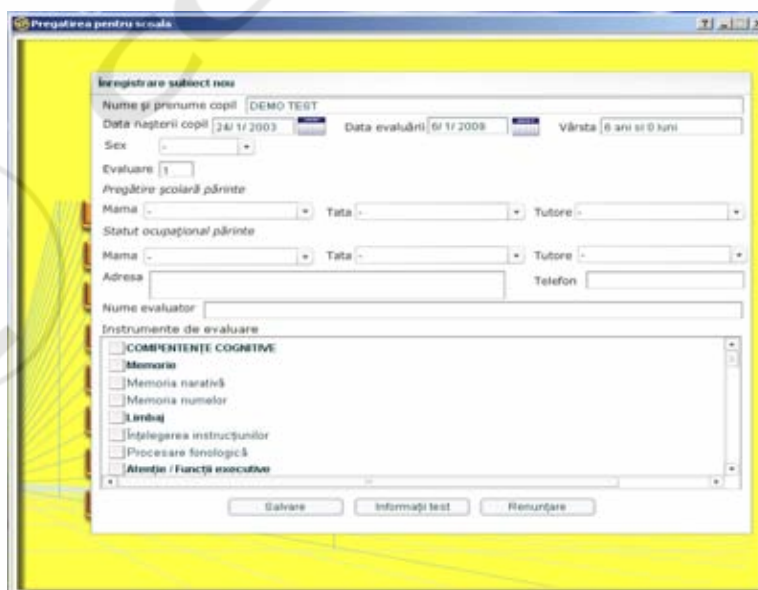 Pregatirea pentru scoala
Inregistrare subiect nou
Nume și prenume copil DEMO TEST
Data nașterii copil 24/ 1/ 2003 Data evaluării 6/ 1/ 2009 Vârsta 6 ani si 0 luni
Sex -
Evaluare 1
Pregătire școlară părinte
Mama - Tata - Tutore -
Statut ocupațional părinte
Mama - Tata - Tutore -
Adresa Telefon
Nume evaluator
Instrumente de evaluare
COMPENTENȚE COGNITIVE
Memorie
Memoria narativă
Memoria numelor
Limbaj
Înțelegerea instrucțiunilor
Procesare fonologică
Atenție / Funcții executive
Salvare Informații test Renunțare